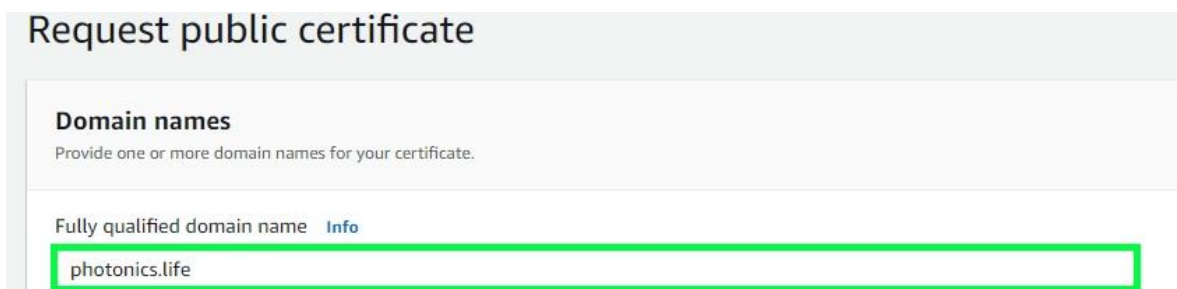 Request public certificate
Domain names
Provide one or more domain names for your certificate.
Fully qualified domain name Info
photonics.life